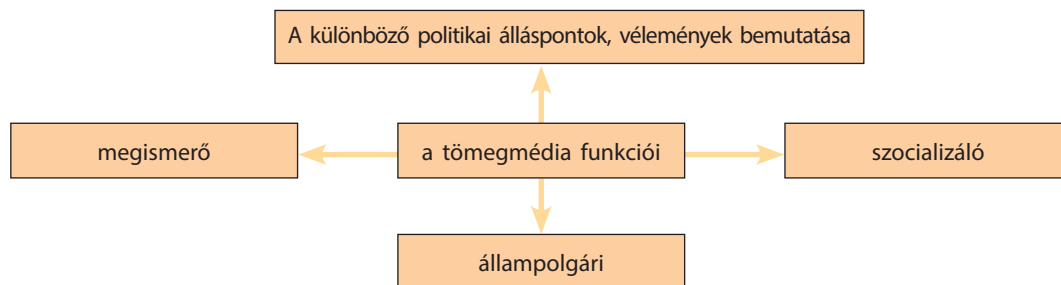 A különböző politikai álláspontok, vélemények bemutatása
megismerő
a tömegmédia funkciói
szocializáló
állampolgári